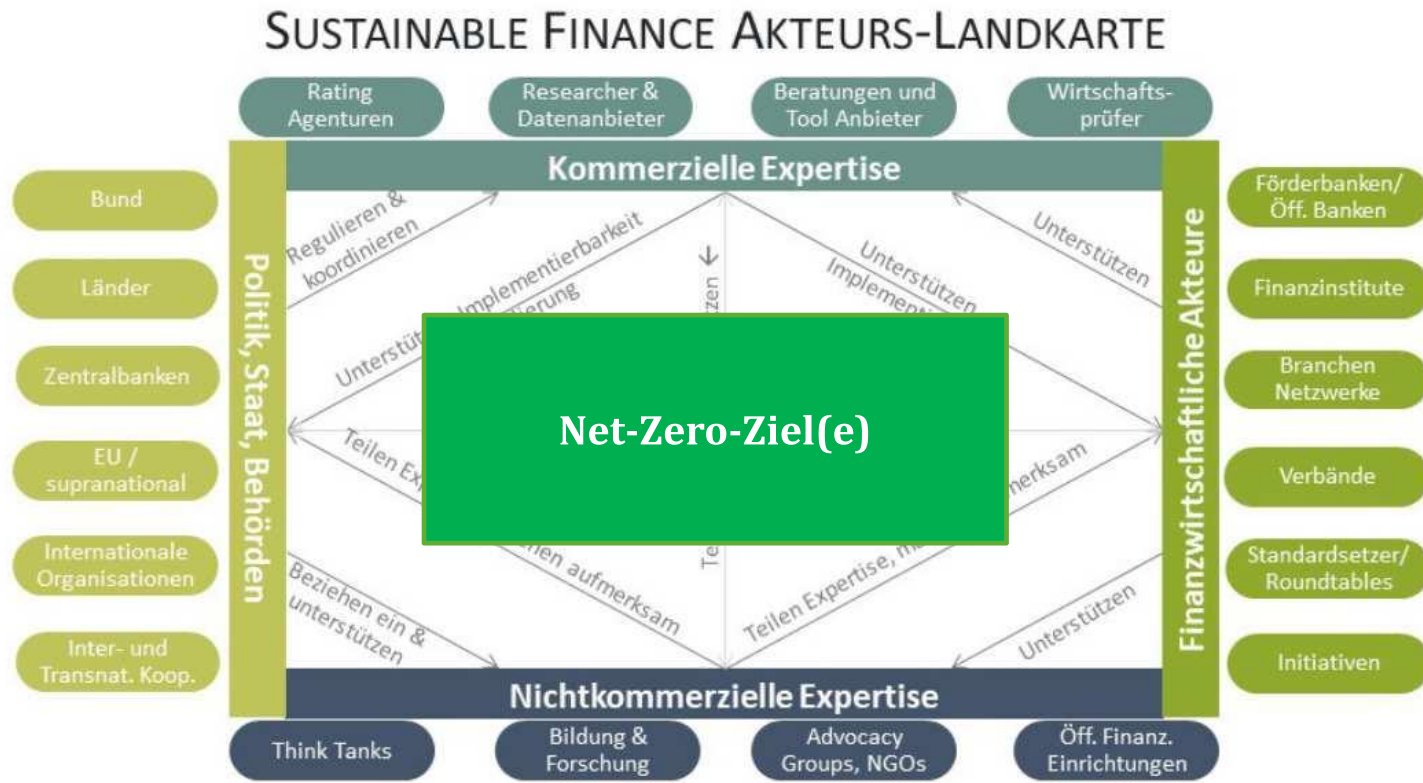 SUSTAINABLE FINANCE AKTEURS-LANDKARTE
Rating
Agenturen
Researcher &
Datenanbieter
Beratungen und
Tool Anbieter
Wirtschafts-
prüfer
Kommerzielle Expertise
Bund
Länder
Zentralbanken
EU /
supranational
Internationale
Organisationen
Inter- und
Transnat. Koop.
Politik, Staat, Behörden
Regulieren &
koordinieren
Implementierbarkeit
Unterstützen
Unterstützen
Net-Zero-Ziel(e)
Teilen
aufmerksam
Beziehen ein &
unterstützen
Teilen Expertise,
Unterstützen
Finanzwirtschaftliche Akteure
Förderbanken/
Öff. Banken
Finanzinstitute
Branchen
Netzwerke
Verbände
Standardsetzer/
Roundtables
Initiativen
Nichtkommerzielle Expertise
Think Tanks
Bildung &
Forschung
Advocacy
Groups, NGOs
Öff. Finanz.
Einrichtungen